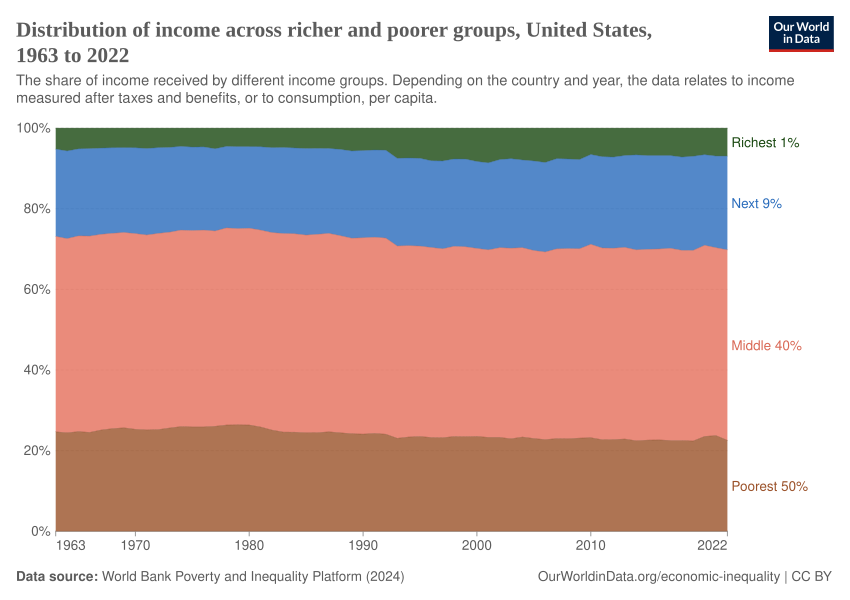 Distribution of income across richer and poorer groups, United States,
1963 to 2022
Our World
in Data
The share of income received by different income groups. Depending on the country and year, the data relates to income
measured after taxes and benefits, or to consumption, per capita.
100%
Richest 1%
80%
Next 9%
60%
Middle 40%
40%
20%
Poorest 50%
0%
1963 1970 1980 1990 2000 2010 2022
Data source: World Bank Poverty and Inequality Platform (2024)
OurWorldinData.org/economic-inequality | CC BY